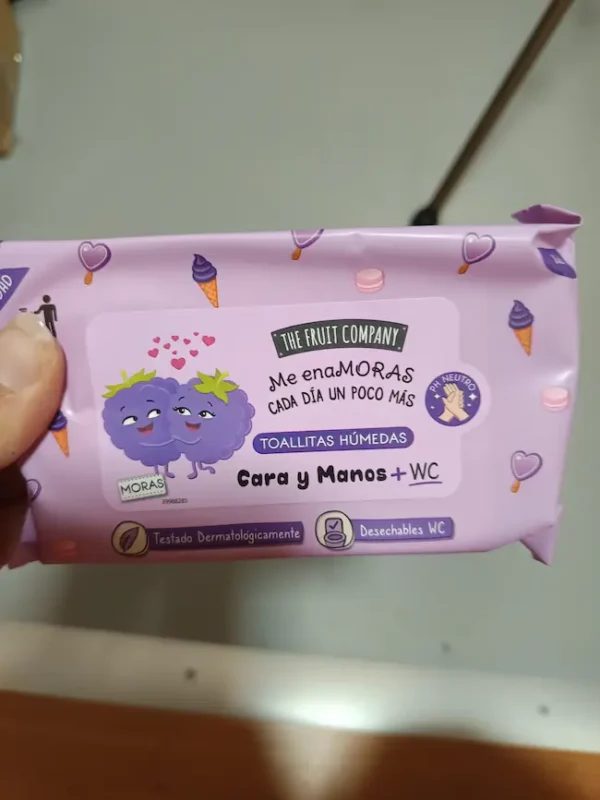 THE FRUIT COMPANY
Me enaMORAS
CADA DÍA UN POCO MÁS
PH NEUTRO
TOALLITAS HÚMEDAS
Cara y Manos + WC
MORAS
Testado Dermatológicamente
Desechables WC